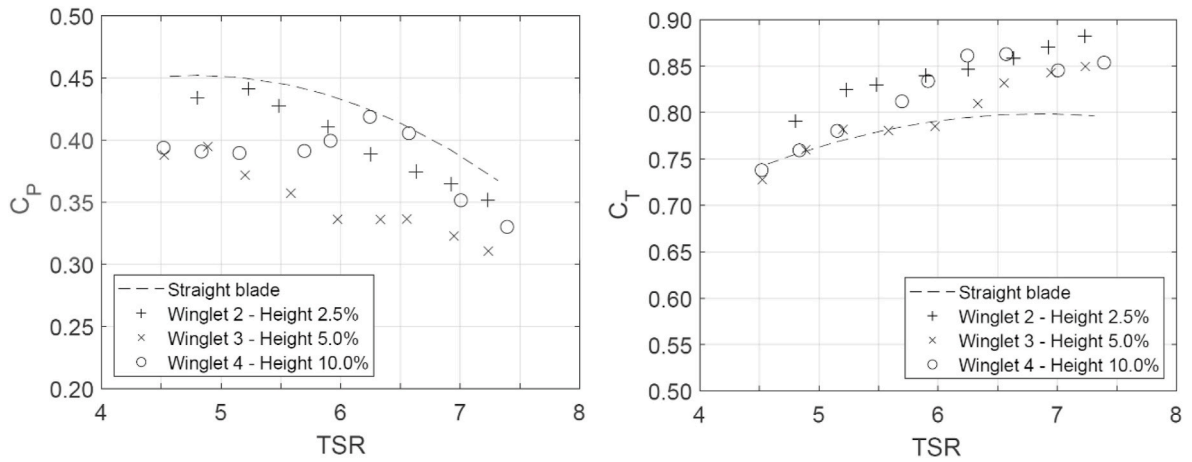 0.50
0.45
0.40
0.35
0.30
0.25
0.20
C_P
Straight blade
Winglet 2 - Height 2.5%
Winglet 3 - Height 5.0%
Winglet 4 - Height 10.0%
4 5 6 7 8
TSR
0.90
0.85
0.80
0.75
0.70
0.65
0.60
0.55
0.50
C_T
Straight blade
Winglet 2 - Height 2.5%
Winglet 3 - Height 5.0%
Winglet 4 - Height 10.0%
4 5 6 7 8
TSR